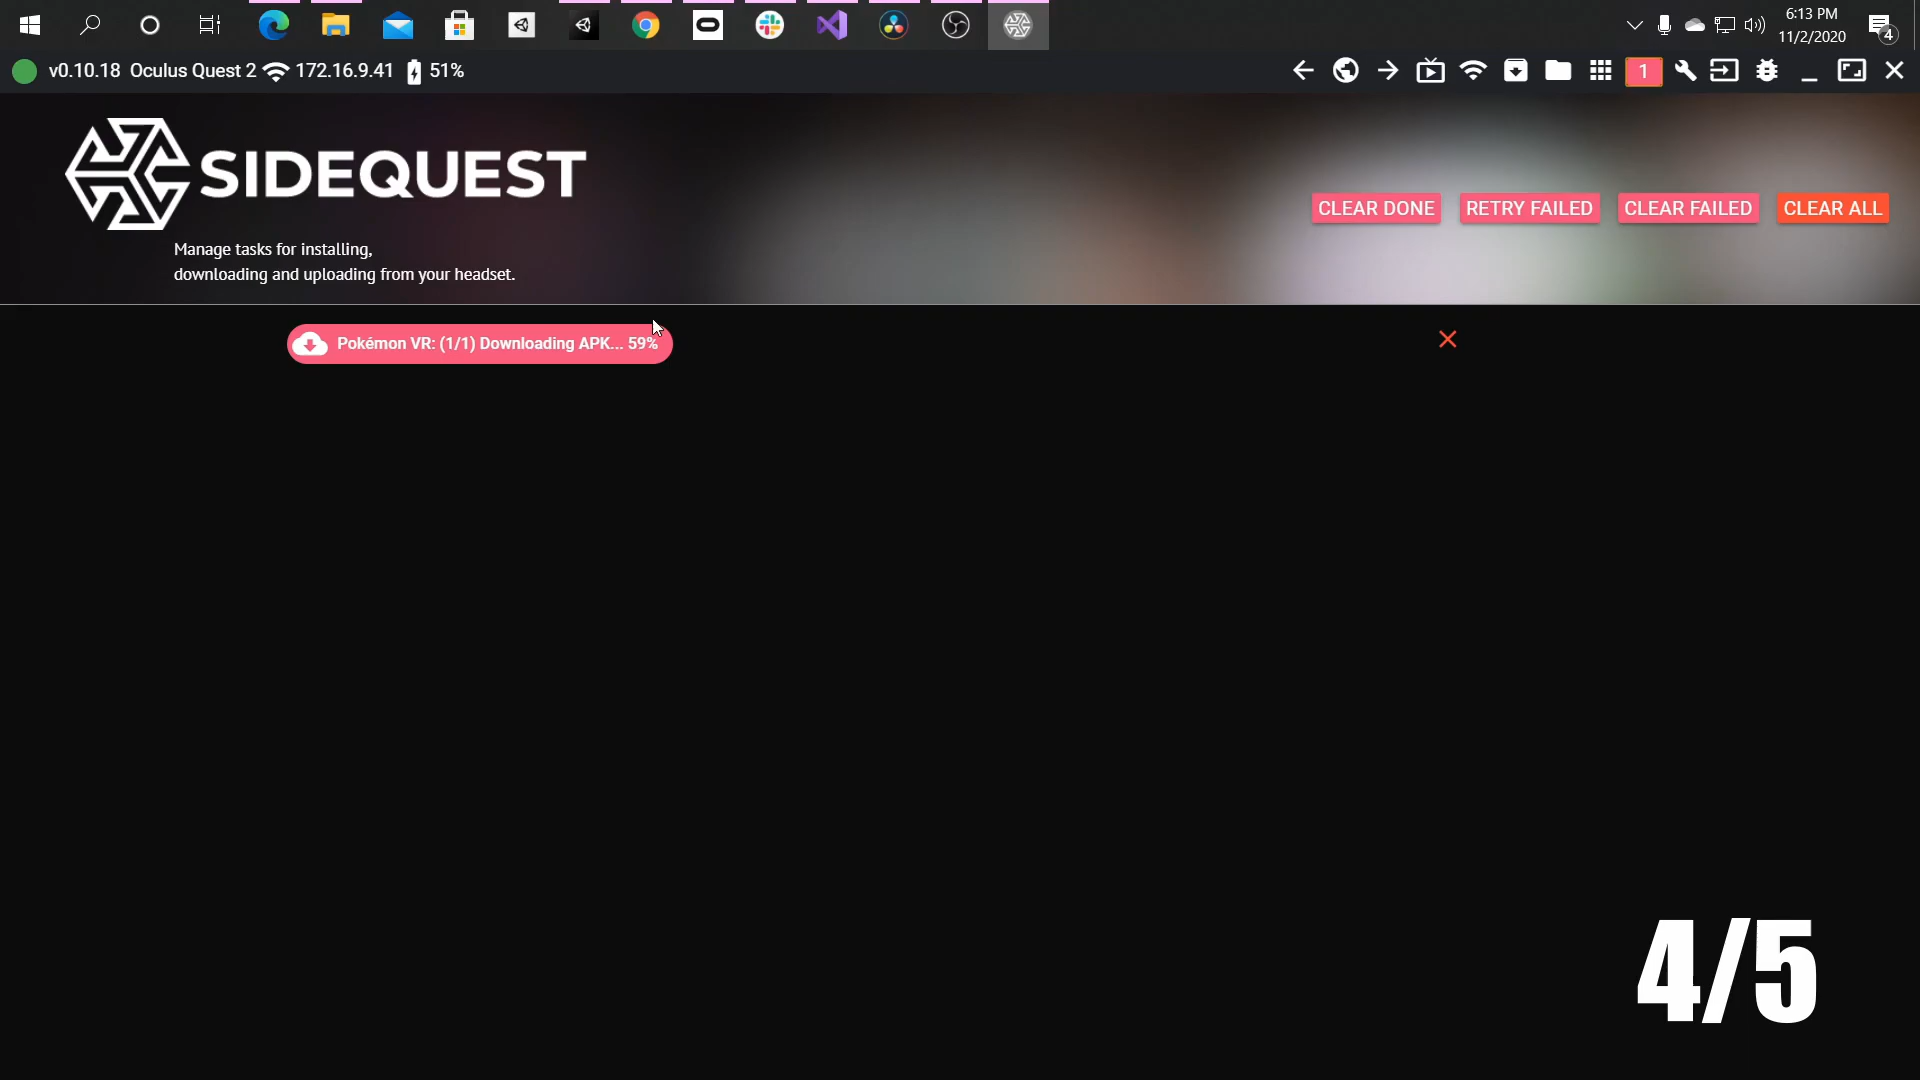 6:13 PM
11/2/2020
4
v0.10.18 Oculus Quest 2 172.16.9.41 51%
1
SIDEQUEST
Manage tasks for installing,
downloading and uploading from your headset.
CLEAR DONE
RETRY FAILED
CLEAR FAILED
CLEAR ALL
Pokémon VR: (1/1) Downloading APK... 59%
4/5